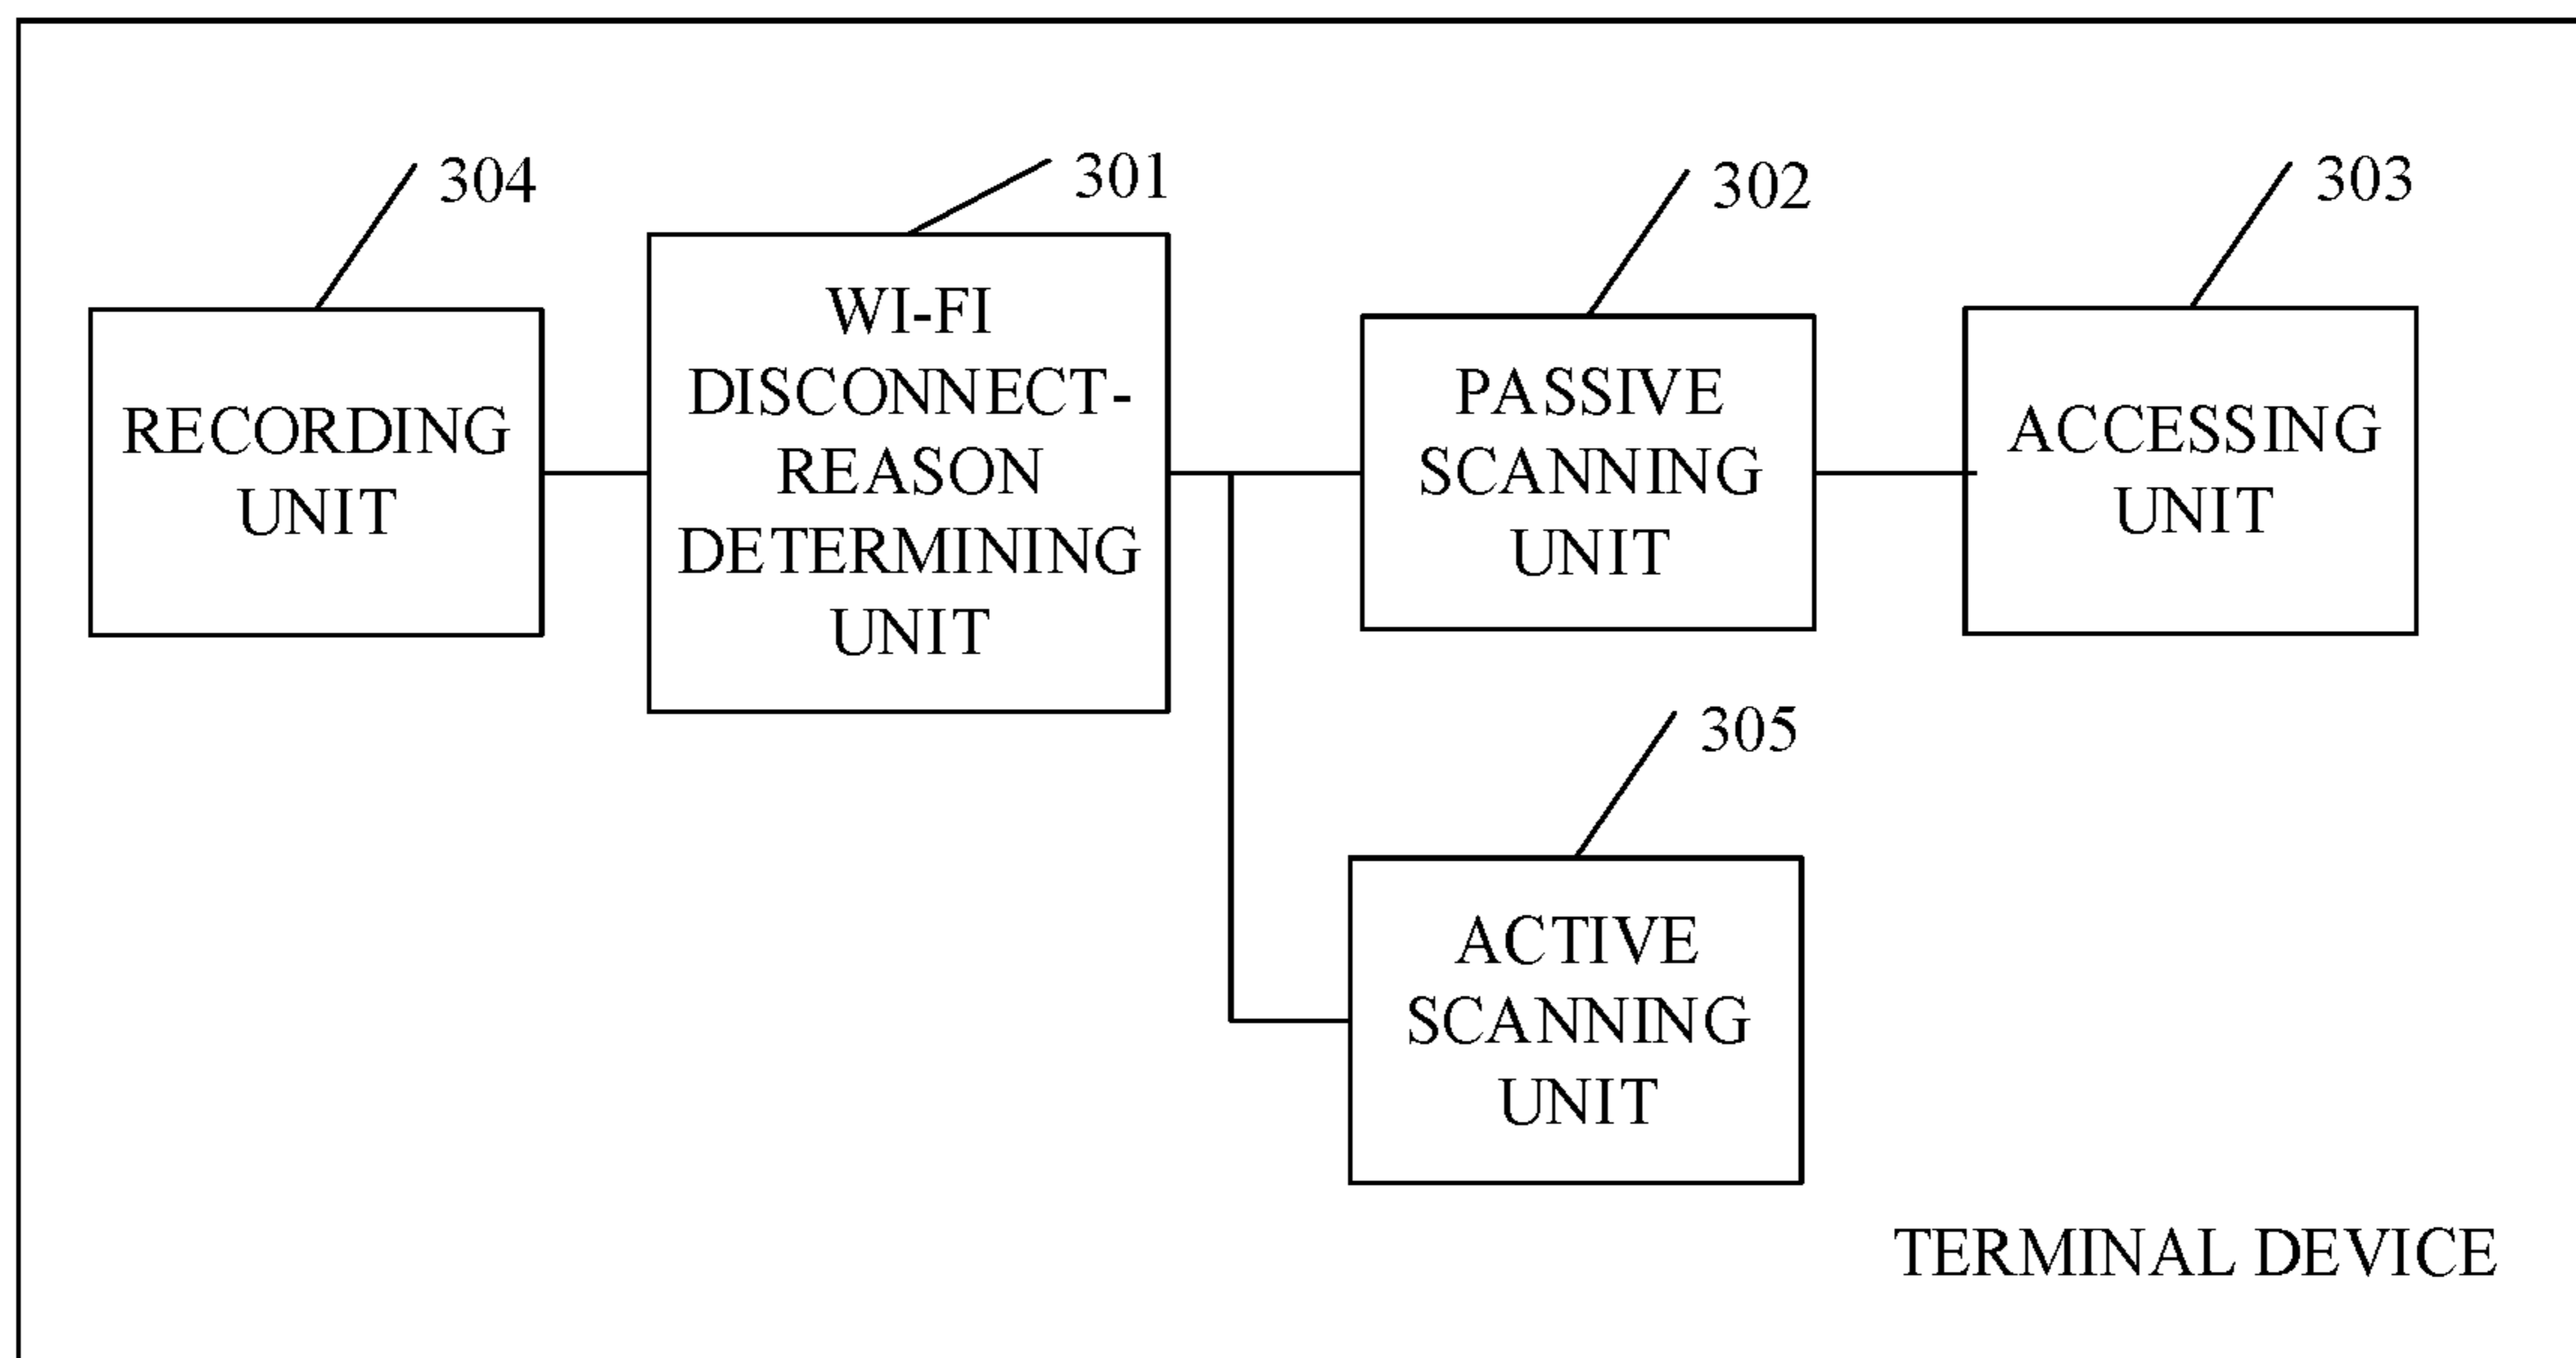 304
301
302
303
RECORDING
UNIT
WI-FI
DISCONNECT-
REASON
DETERMINING
UNIT
PASSIVE
SCANNING
UNIT
ACCESSING
UNIT
305
ACTIVE
SCANNING
UNIT
TERMINAL DEVICE